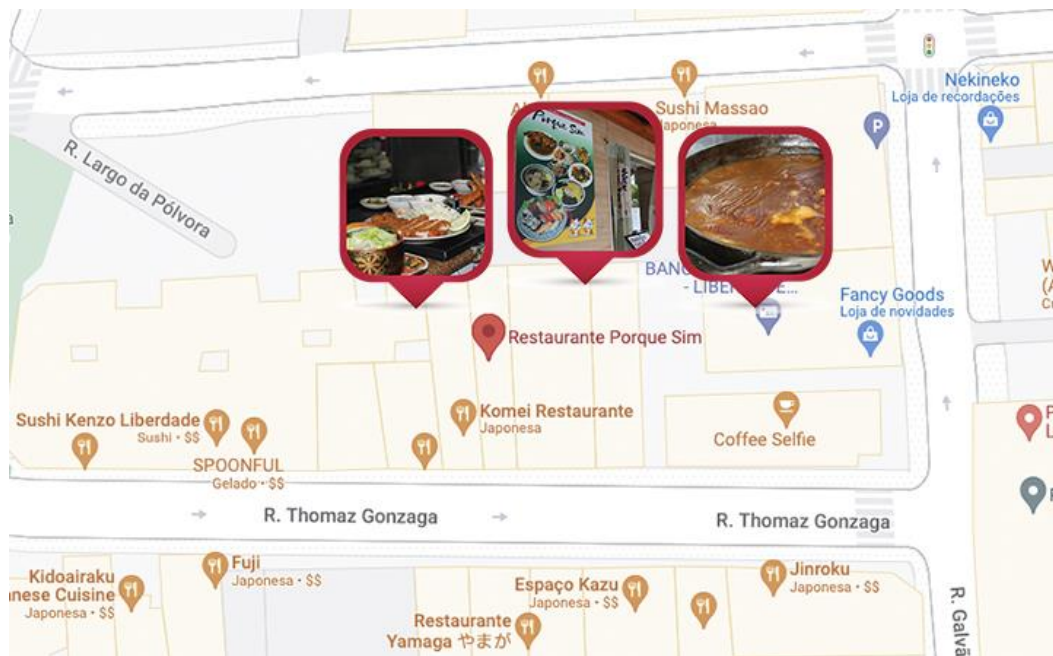 Nekineko
Loja de recordações
Sushi Massao
Japonesa
Porque Sim
P
R. Largo da Pólvora
Fancy Goods
Loja de novidades
Restaurante Porque Sim
Komei Restaurante
Japonesa
Coffee Selfie
Sushi Kenzo Liberdade
Sushi • $$
SPOONFUL
Gelado • $$
R. Thomaz Gonzaga
R. Thomaz Gonzaga
Fuji
Japonesa • $$
Kidoairaku
nese Cuisine
Japonesa • $$
Espaço Kazu
Japonesa • $$
Jinroku
Japonesa • $$
Restaurante
Yamaga やまが
R. Galvã